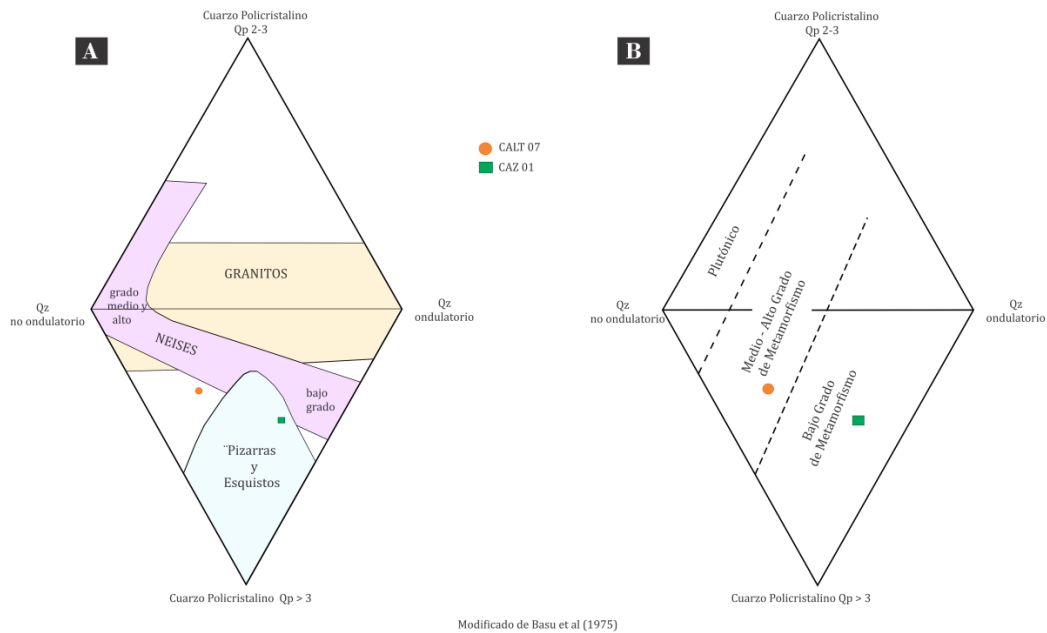 Cuarzo Policristalino
Qp 2-3
A
CALT 07
CAZ 01
GRANITOS
grado
medio y
alto
Qz
no ondulatorio
Qz
ondulatorio
NEISES
bajo
grado
¨Pizarras
y
Esquistos
Cuarzo Policristalino Qp > 3
Cuarzo Policristalino
Qp 2-3
B
Plutónico
Qz
no ondulatorio
Qz
ondulatorio
Medio - Alto Grado
de Metamorfismo
Bajo Grado
de Metamorfismo
Cuarzo Policristalino Qp > 3
Modificado de Basu et al (1975)